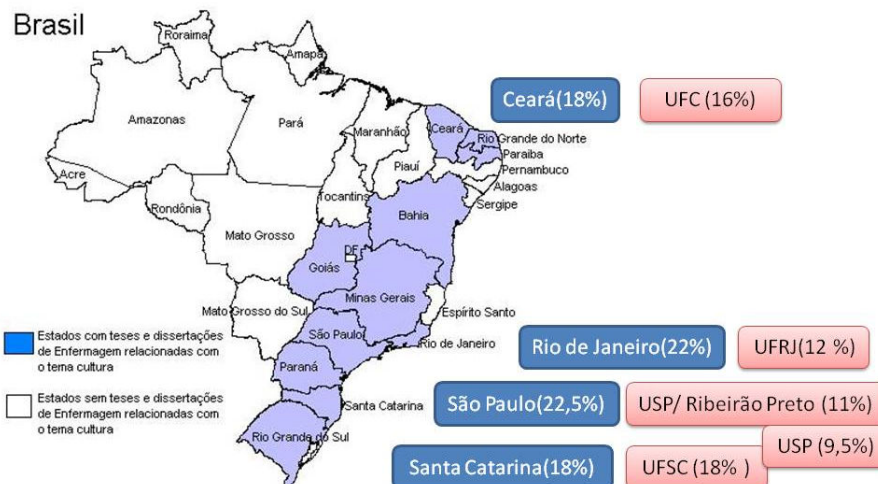 Brasil
Roraima
Amapá
Ceará(18%)
UFC (16%)
Amazonas
Pará
Maranhão
Ceará
Rio Grande do Norte
Paraiba
Piauí
Pernambuco
Acre
Tocantins
Alagoas
Rondônia
Sergipe
Bahia
Mato Grosso
DF
Goiás
Minas Gerais
Mato Grosso do Sul
Espírito Santo
Estados com teses e dissertações
de Enfermagem relacionadas com
o tema cultura
São Paulo
Rio de Janeiro
Rio de Janeiro(22%)
UFRJ(12 %)
Paraná
Estados sem teses e dissertações
de Enfermagem relacionadas com
o tema cultura
Santa Catarina
São Paulo(22,5%)
USP/ Ribeirão Preto (11%)
Rio Grande do Sul
USP (9,5%)
Santa Catarina(18%)
UFSC (18% )